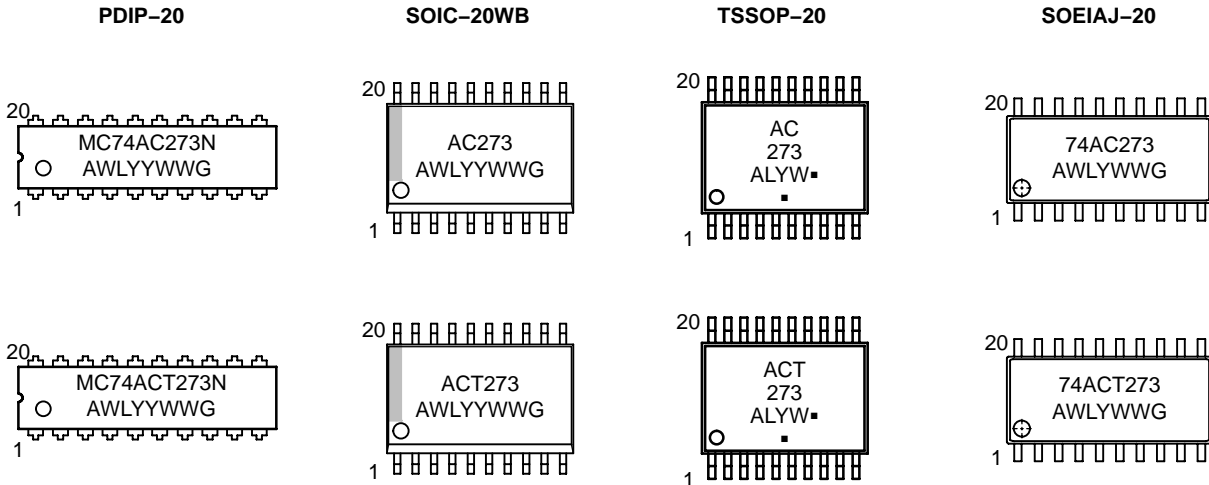 PDIP–20
SOIC–20WB
TSSOP–20
SOEIAJ–20
20
MC74AC273N
AWLYYWWG
1
20
AC273
AWLYYWWG
1
20
AC
273
ALYW▪
▪
1
20
74AC273
AWLYWWG
1
20
MC74ACT273N
AWLYYWWG
1
20
ACT273
AWLYYWWG
1
20
ACT
273
ALYW▪
▪
1
20
74ACT273
AWLYWWG
1